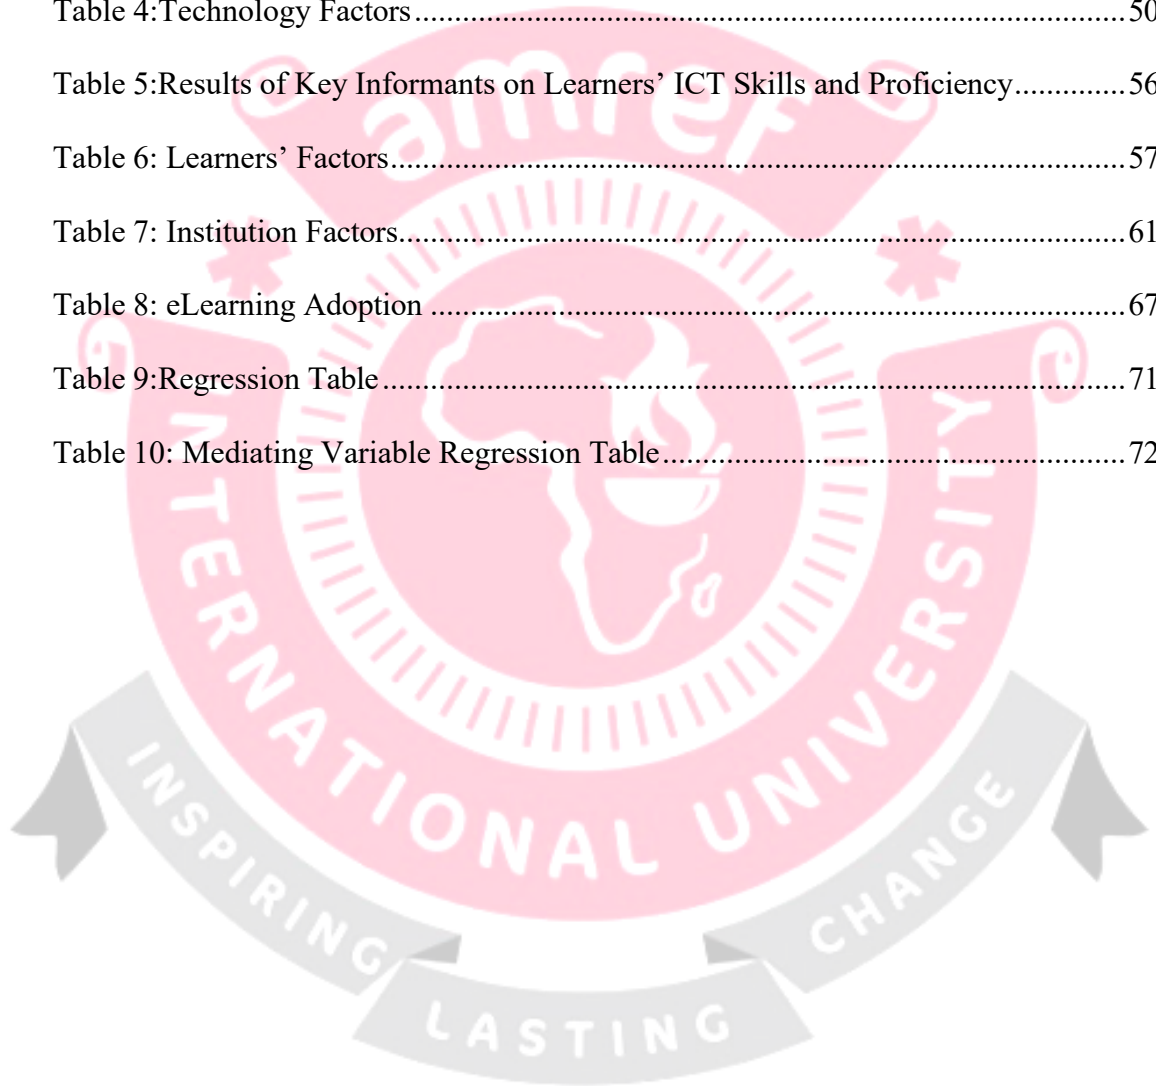 Table 4:Technology Factors....................................................................................50
Table 5:Results of Key Informants on Learners’ ICT Skills and Proficiency.............56
Table 6: Learners’ Factors.......................................................................................57
Table 7: Institution Factors......................................................................................61
Table 8: eLearning Adoption ..................................................................................67
Table 9:Regression Table........................................................................................71
Table 10: Mediating Variable Regression Table......................................................72
amref
INTERNATIONAL UNIVERSITY
INSPIRING LASTING CHANGE